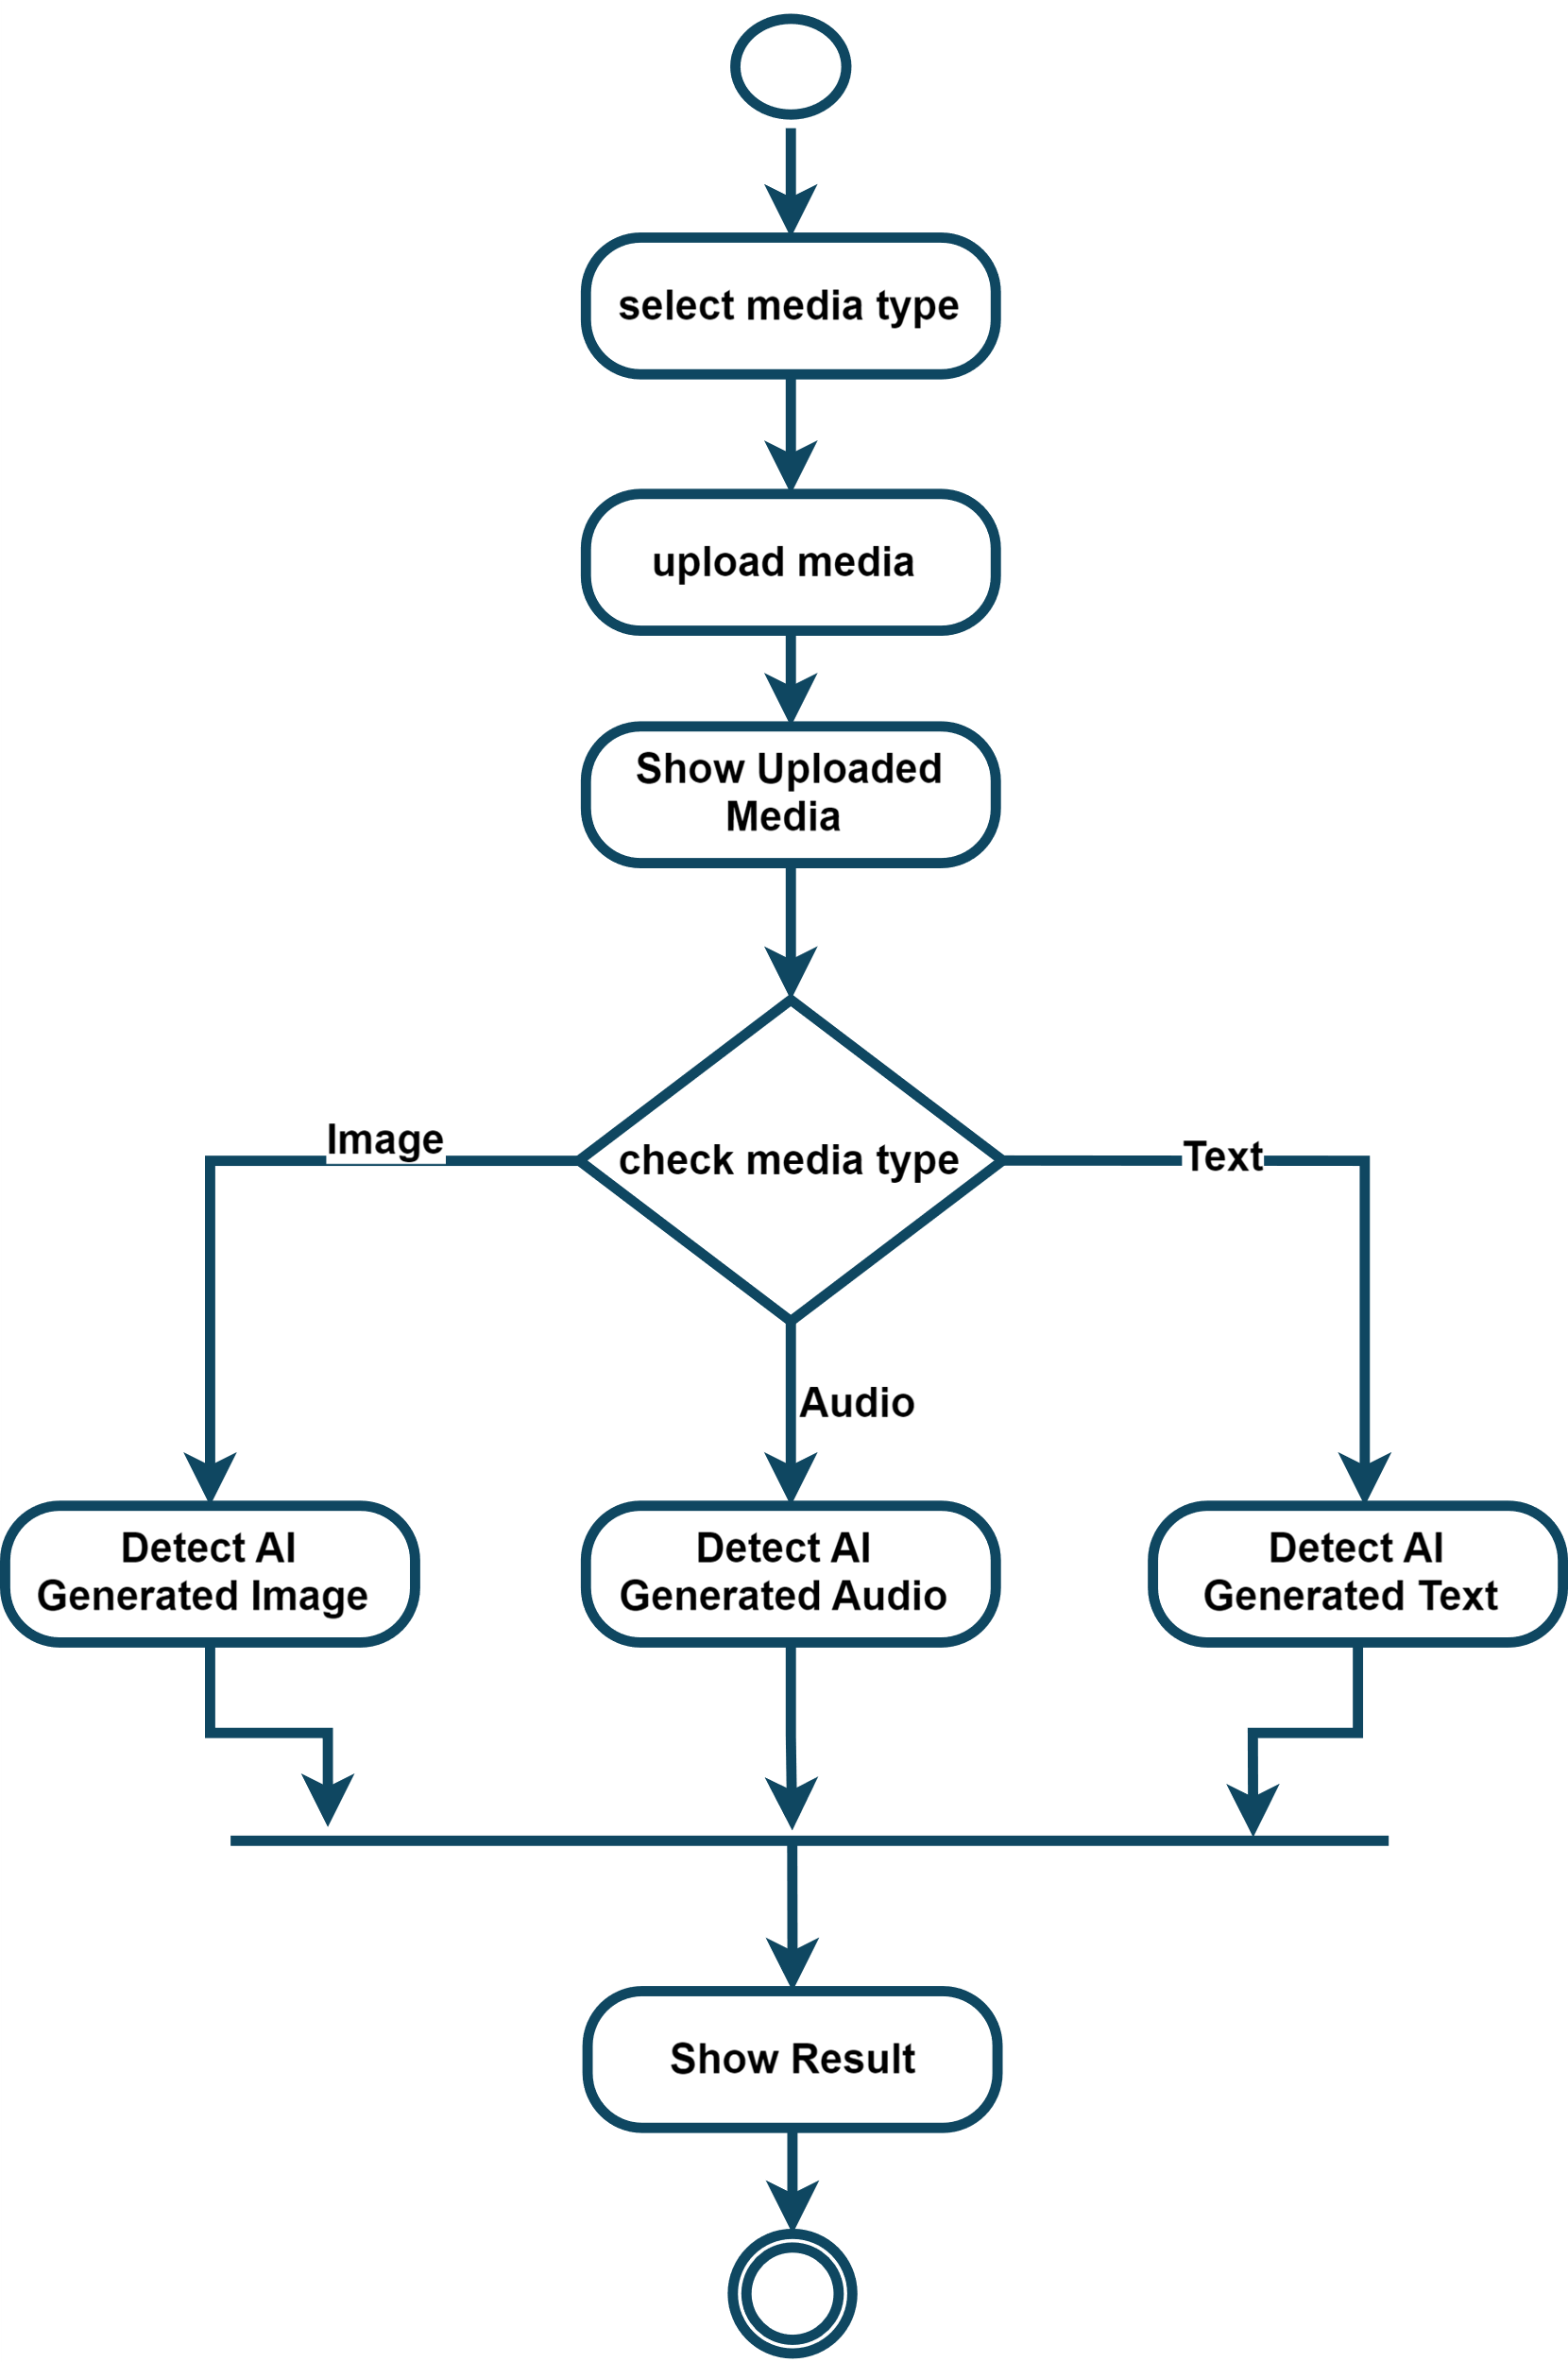 select media type
upload media
Show Uploaded
Media
check media type
Image
Text
Audio
Detect AI
Generated Image
Detect AI
Generated Audio
Detect AI
Generated Text
Show Result